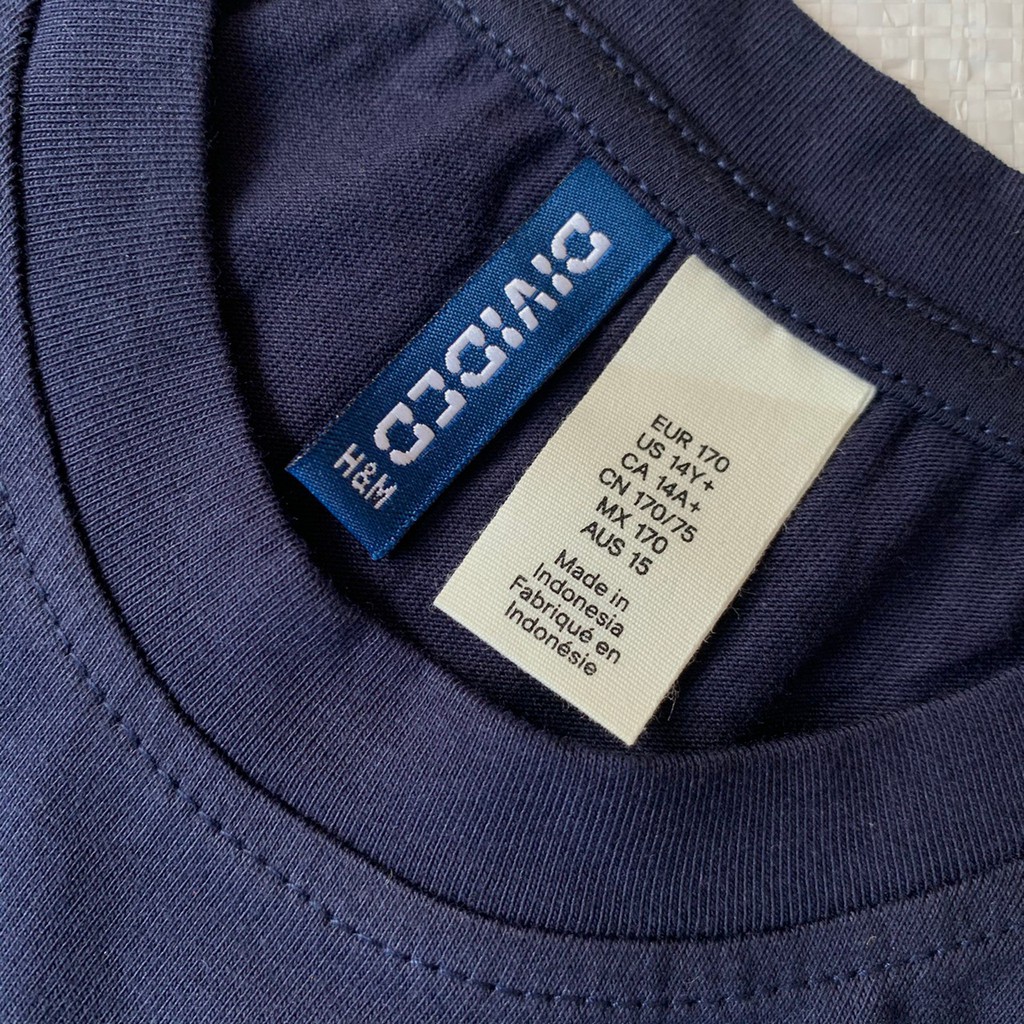 DIVIDED
H&M
EUR 170
US 14Y+
CA 14A+
CN 170/75
MX 170
AUS 15
Made in
Indonesia
Fabriqué en
Indonésie